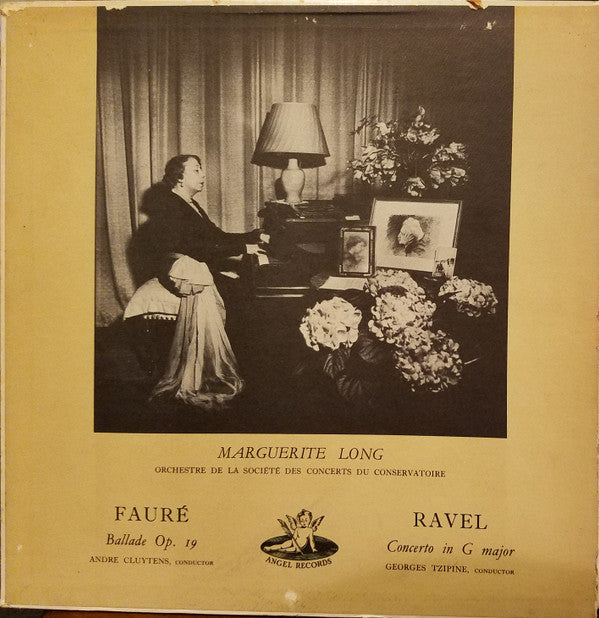 MARGUERITE LONG
ORCHESTRE DE LA SOCIÉTÉ DES CONCERTS DU CONSERVATOIRE
FAURÉ
Ballade Op. 19
ANDRE CLUYTENS, CONDUCTOR
ANGEL RECORDS
RAVEL
Concerto in G major
GEORGES TZIPINE, CONDUCTOR